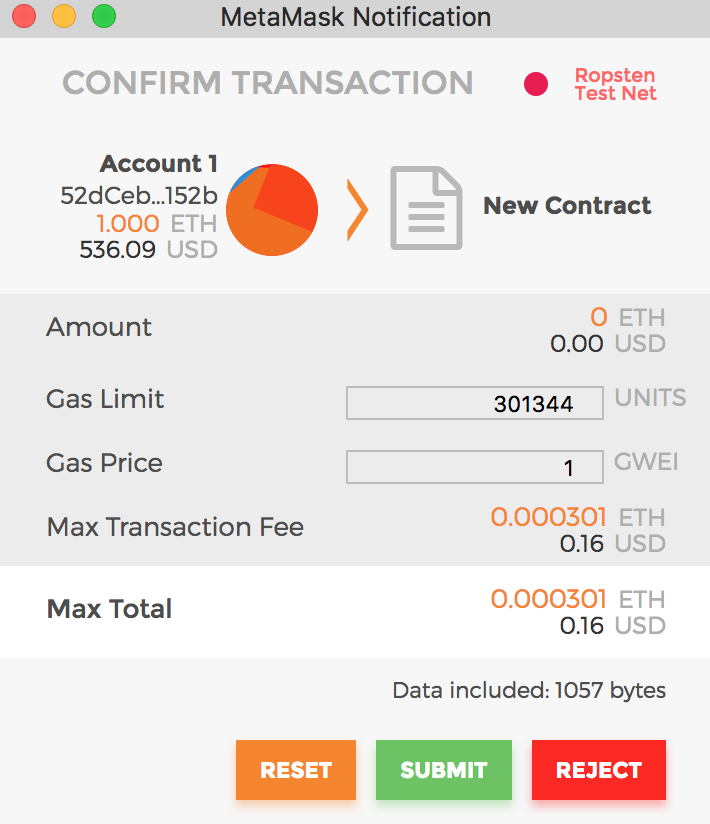 MetaMask Notification
CONFIRM TRANSACTION
Ropsten
Test Net
Account 1
52dCeb...152b
1.000 ETH
536.09 USD
New Contract
Amount
0 ETH
0.00 USD
Gas Limit
301344 UNITS
Gas Price
1 GWEI
Max Transaction Fee
0.000301 ETH
0.16 USD
Max Total
0.000301 ETH
0.16 USD
Data included: 1057 bytes
RESET SUBMIT REJECT